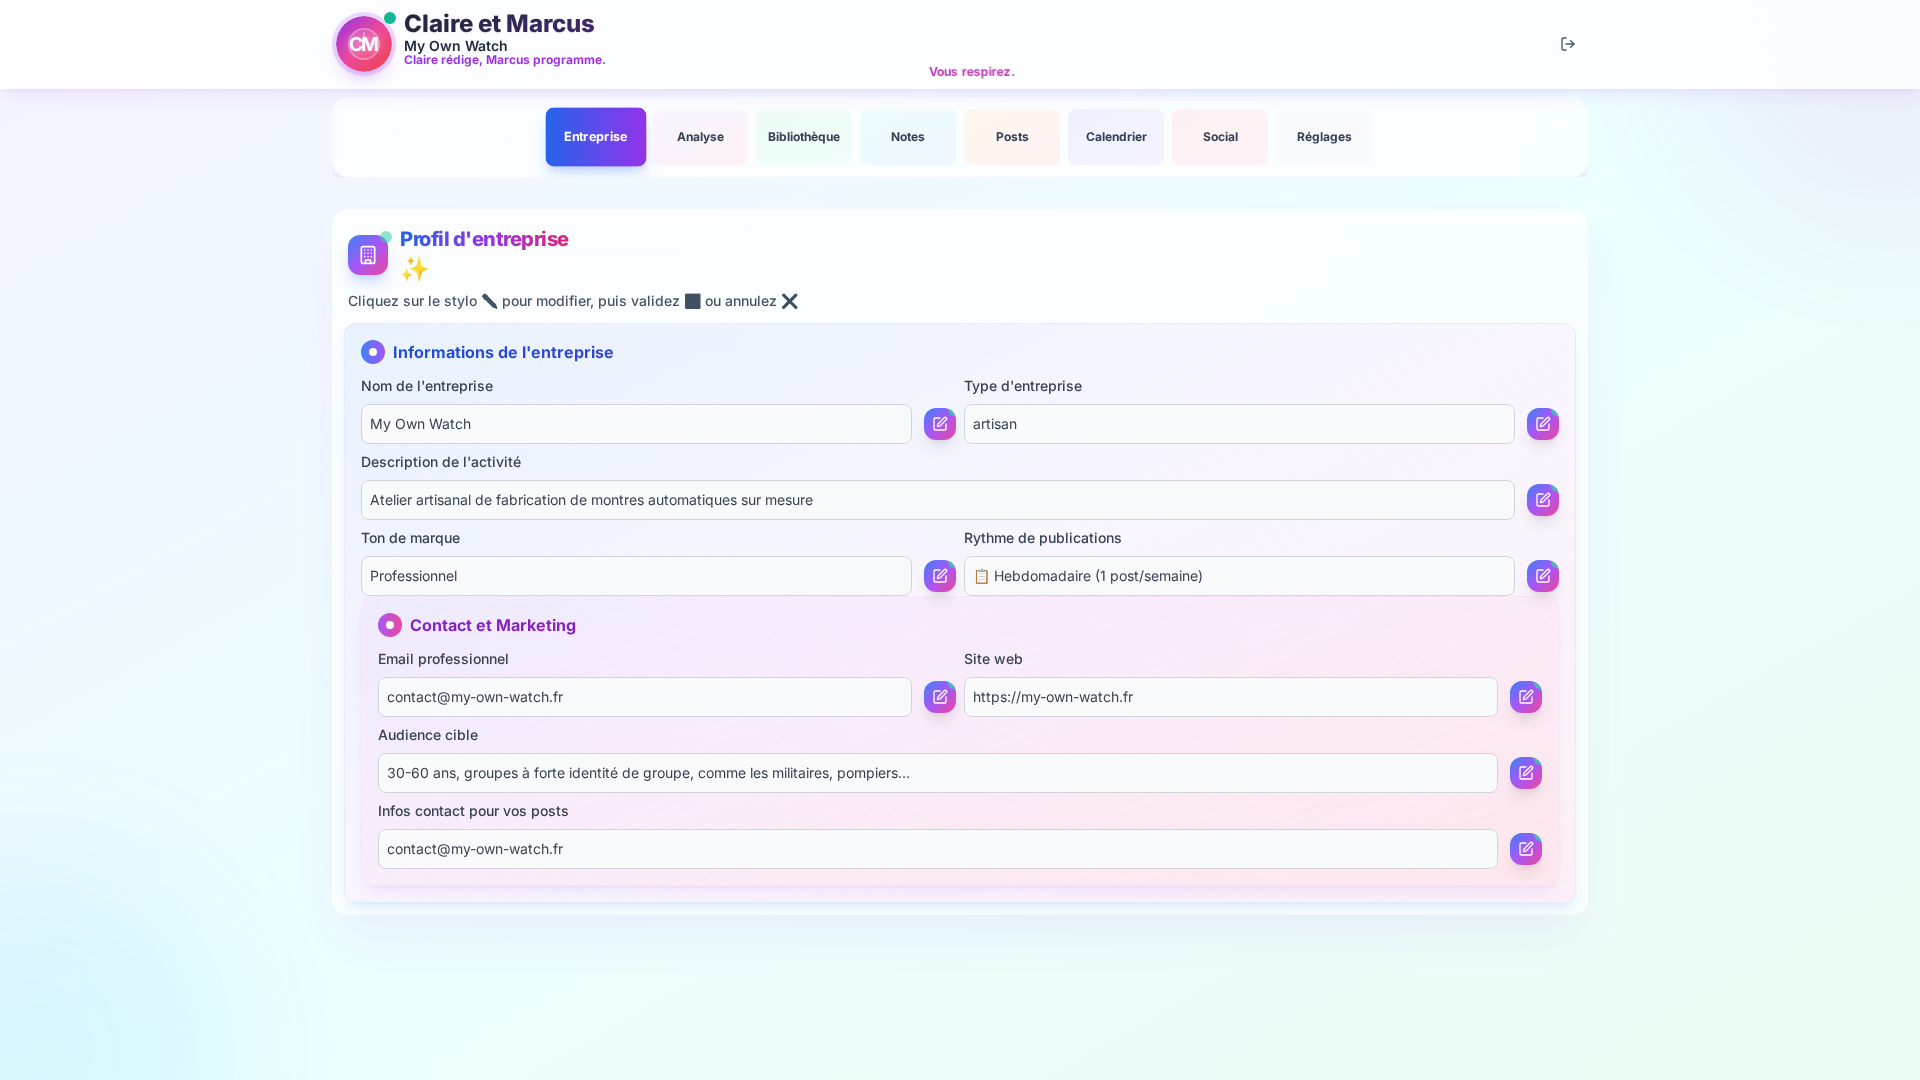 CM
Claire et Marcus
My Own Watch
Claire rédige, Marcus programme.
Vous respirez.
Entreprise
Analyse
Bibliothèque
Notes
Posts
Calendrier
Social
Réglages
Profil d'entreprise
✨
Cliquez sur le stylo ✏️ pour modifier, puis validez ⬛ ou annulez ❌
Informations de l'entreprise
Nom de l'entreprise
My Own Watch
Type d'entreprise
artisan
Description de l'activité
Atelier artisanal de fabrication de montres automatiques sur mesure
Ton de marque
Professionnel
Rythme de publications
📋 Hebdomadaire (1 post/semaine)
Contact et Marketing
Email professionnel
contact@my-own-watch.fr
Site web
https://my-own-watch.fr
Audience cible
30-60 ans, groupes à forte identité de groupe, comme les militaires, pompiers...
Infos contact pour vos posts
contact@my-own-watch.fr